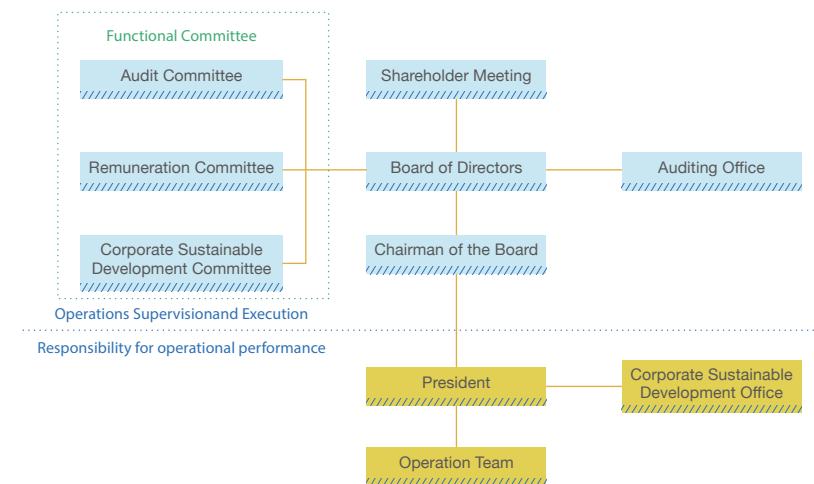 Functional Committee
Audit Committee
Shareholder Meeting
Remuneration Committee
Board of Directors
Auditing Office
Corporate Sustainable
Development Committee
Chairman of the Board
Operations Supervisionand Execution
Responsibility for operational performance
President
Corporate Sustainable
Development Office
Operation Team